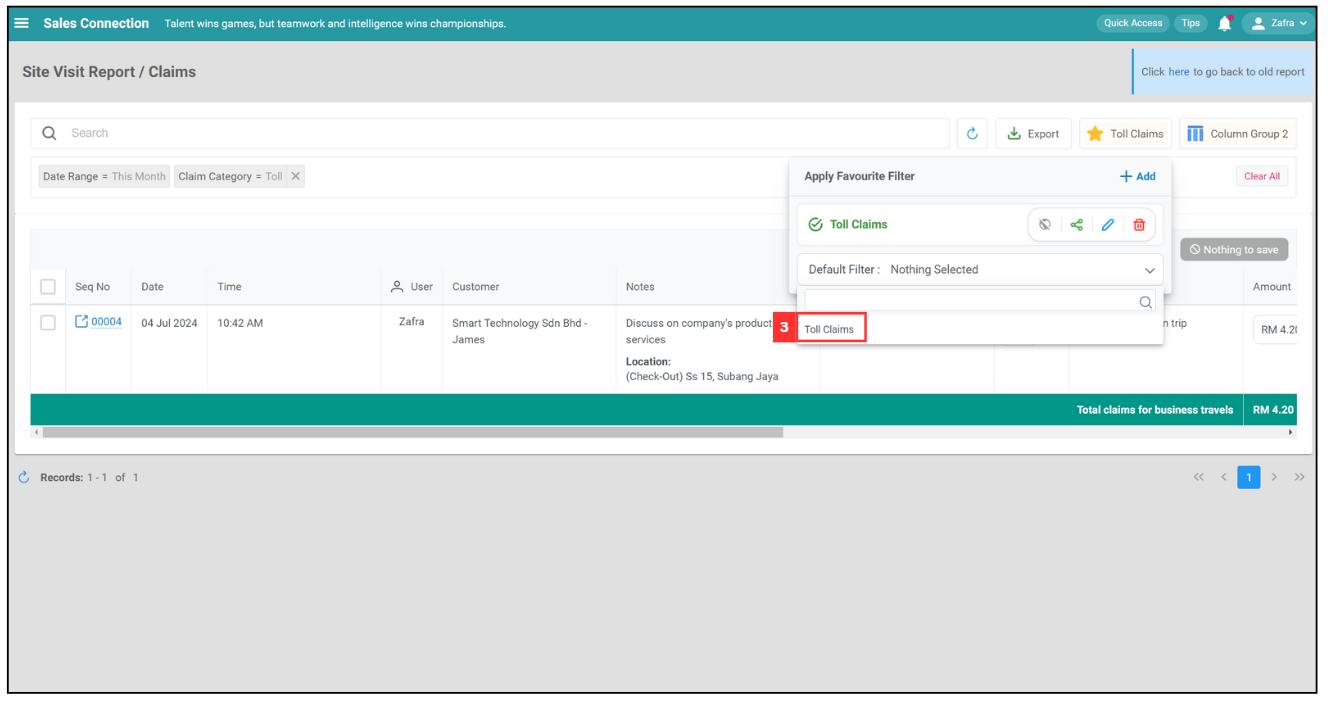 Sales Connection Talent wins games, but teamwork and intelligence wins championships. Quick Access Tips Zafra
Site Visit Report / Claims
Click here to go back to old report
Search Export Toll Claims Column Group 2
Date Range = This Month Claim Category = Toll Clear All
Apply Favourite Filter Add
Toll Claims
Nothing to save
Default Filter : Nothing Selected
Seq No Date Time User Customer Notes Amount
3 Toll Claims
00004 04 Jul 2024 10:42 AM Zafra Smart Technology Sdn Bhd - Discuss on company's product n trip RM 4.20
James services
Location:
(Check-Out) Ss 15, Subang Jaya
Total claims for business travels RM 4.20
Records: 1 - 1 of 1 1